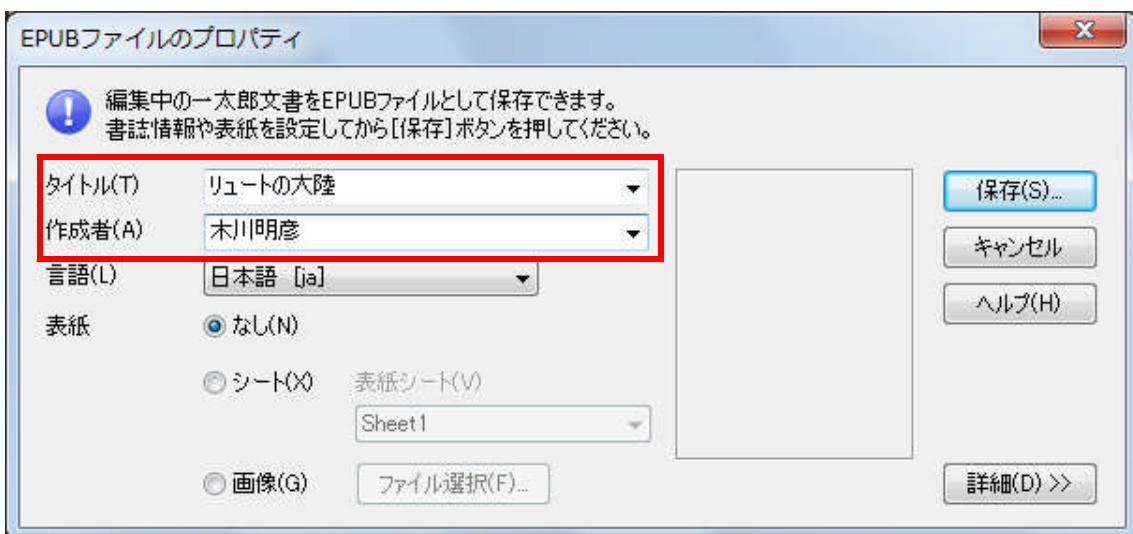 EPUBファイルのプロパティ
編集中の一太郎文書をEPUBファイルとして保存できます。
書誌情報や表紙を設定してから[保存]ボタンを押してください。
タイトル(T) リュートの大陸
保存(S)...
作成者(A) 木川明彦
キャンセル
言語(L) 日本語 [ja]
ヘルプ(H)
表紙 なし(N)
シート(X) 表紙シート(V)
Sheet1
画像(G) ファイル選択(F)...
詳細(D) >>